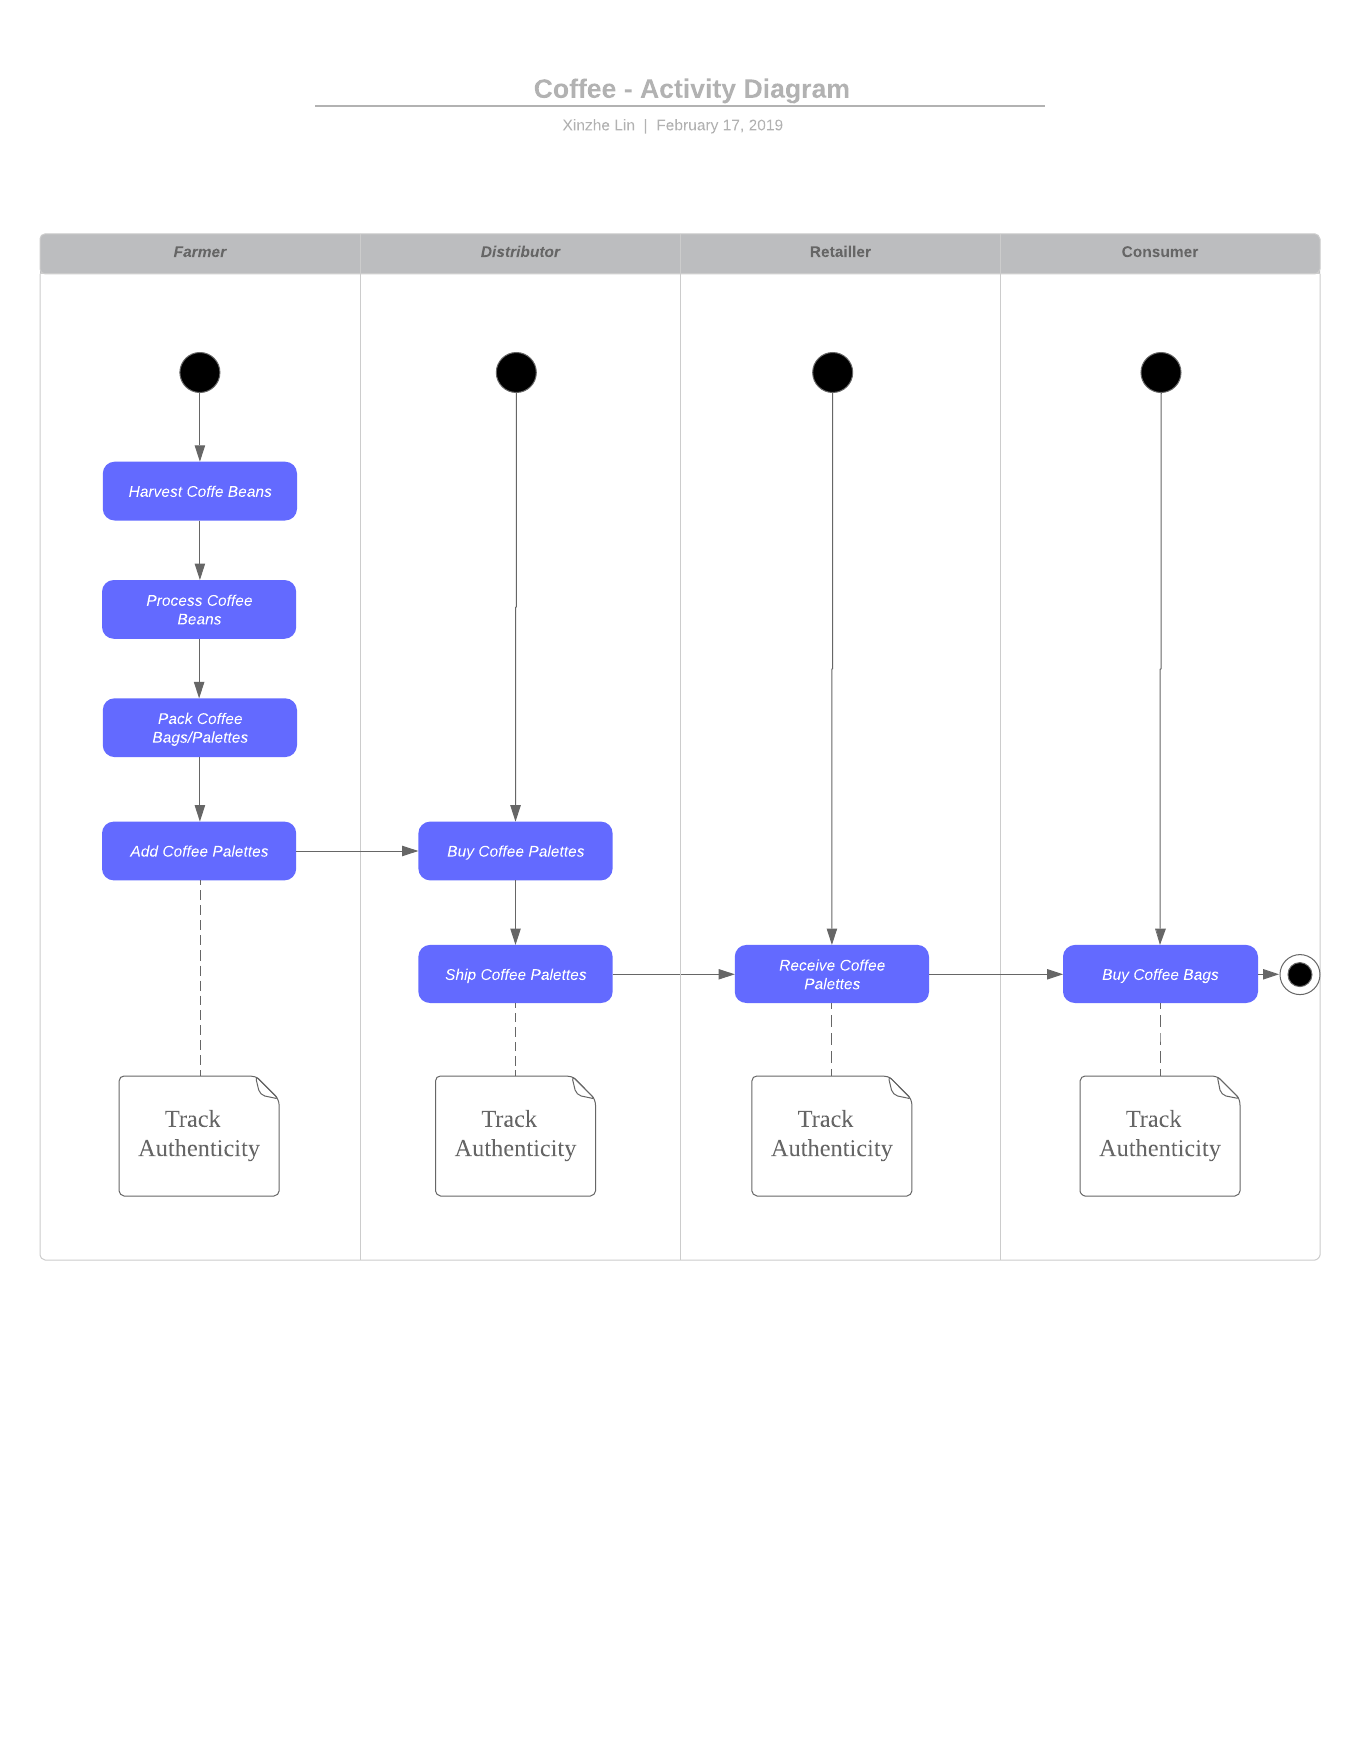 Coffee - Activity Diagram
Xinzhe Lin | February 17, 2019
Farmer
Distributor
Retailler
Consumer
Harvest Coffe Beans
Process Coffee
Beans
Pack Coffee
Bags/Palettes
Add Coffee Palettes
Buy Coffee Palettes
Ship Coffee Palettes
Receive Coffee
Palettes
Buy Coffee Bags
Track
Authenticity
Track
Authenticity
Track
Authenticity
Track
Authenticity